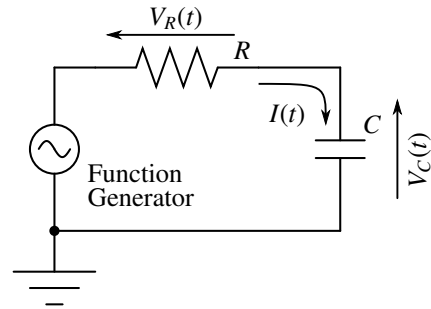 V_R(t)
R
I(t)
C
V_C(t)
Function
Generator